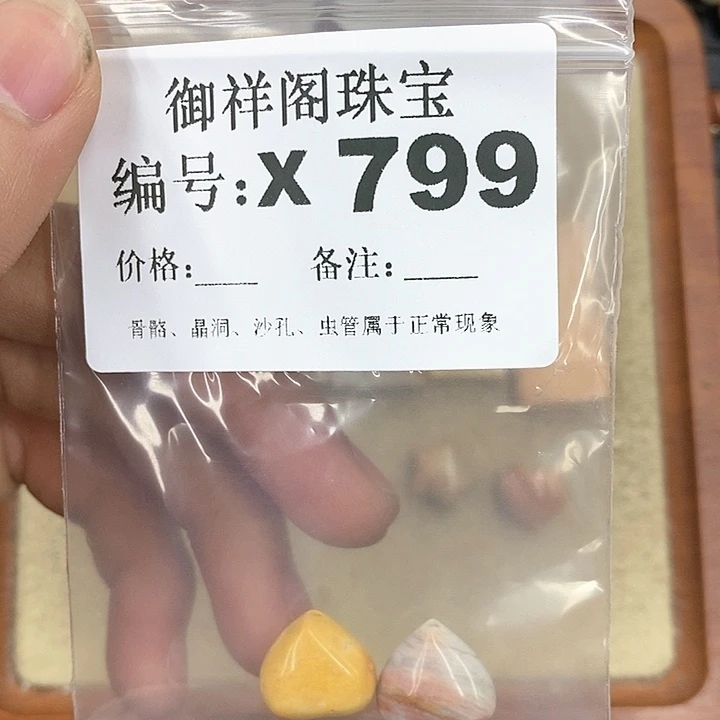 御祥阁珠宝
编号:X 799
价格:____ 备注:____
骨骼、晶洞、沙孔、虫管属于正常现象